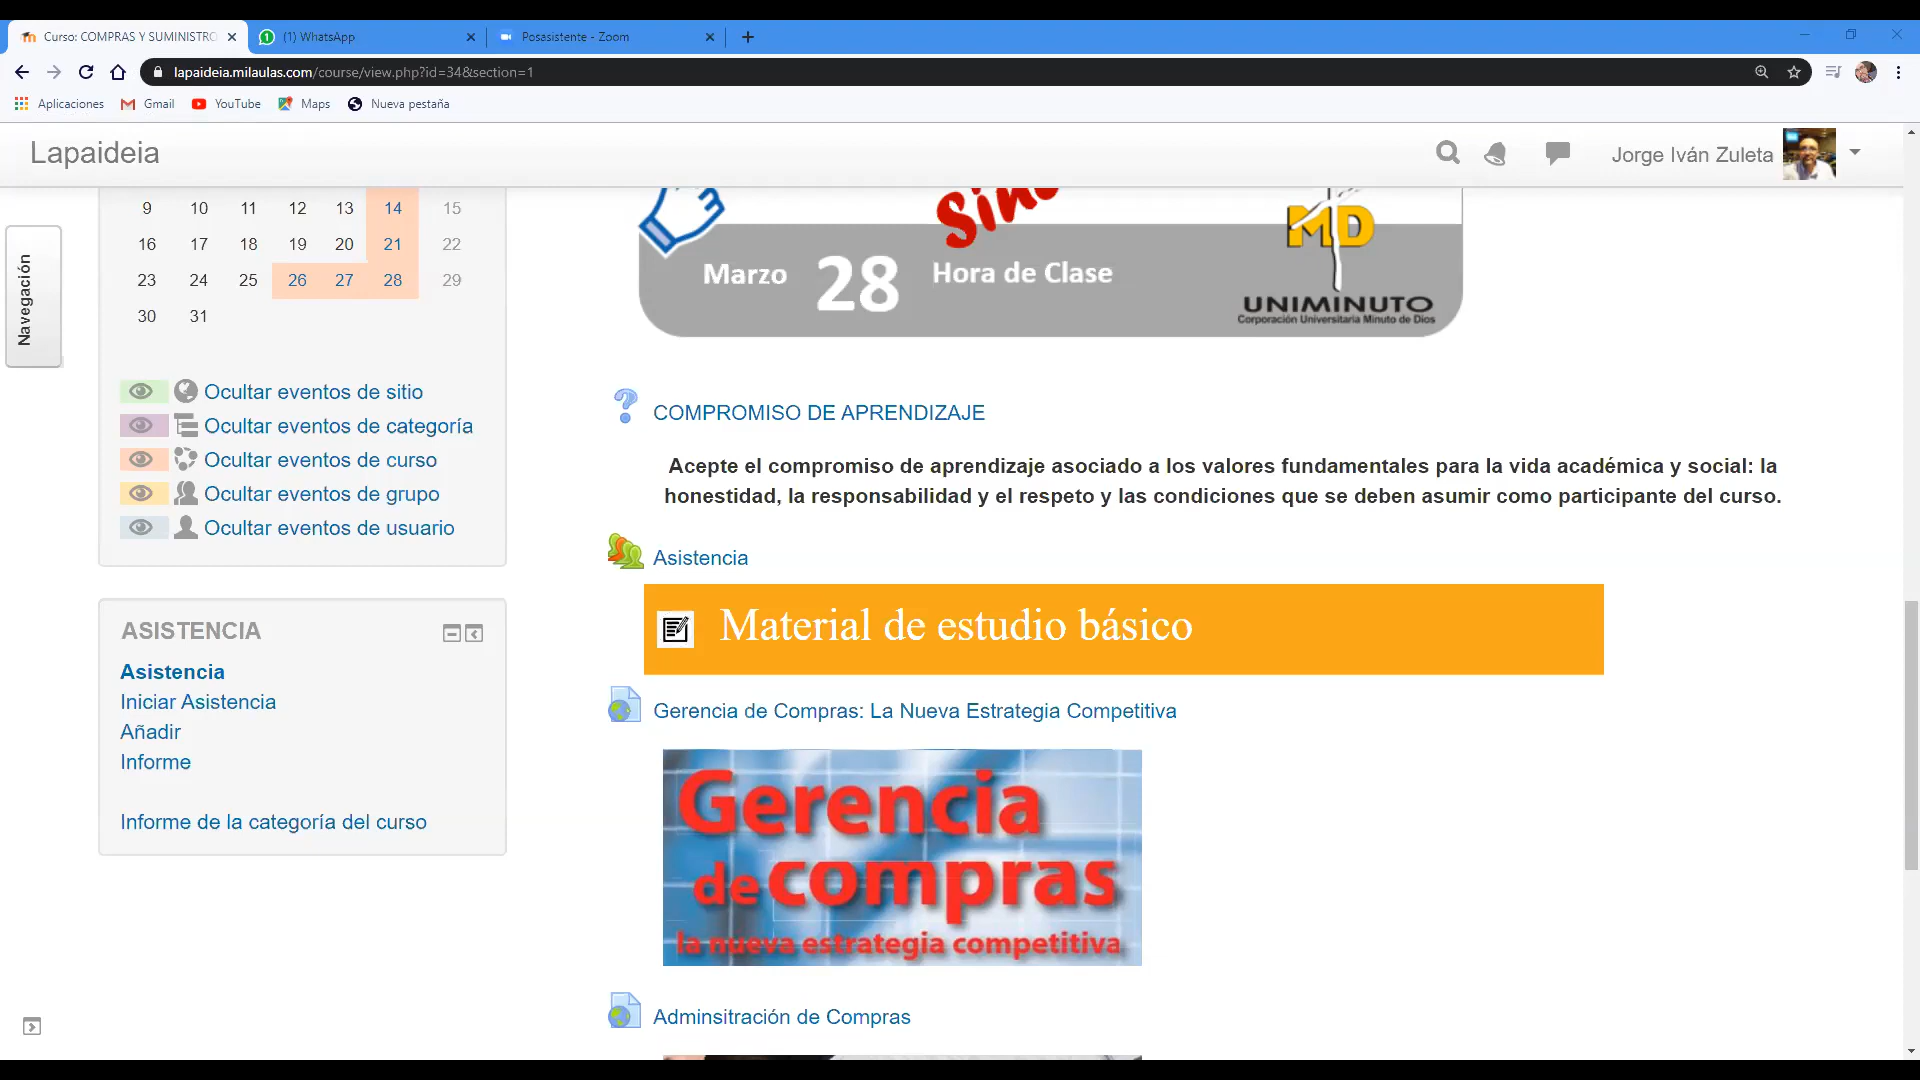 Curso: COMPRAS Y SUMINISTRO
(1) WhatsApp
Posasistente - Zoom
lapaideia.milaulas.com/course/view.php?id=34&section=1
Aplicaciones
Gmail
YouTube
Maps
Nueva pestaña
Lapaideia
Jorge Iván Zuleta
Navegación
9 10 11 12 13 14 15
16 17 18 19 20 21 22
23 24 25 26 27 28 29
30 31
Ocultar eventos de sitio
Ocultar eventos de categoría
Ocultar eventos de curso
Ocultar eventos de grupo
Ocultar eventos de usuario
ASISTENCIA
Asistencia
Iniciar Asistencia
Añadir
Informe
Informe de la categoría del curso
MD
Marzo 28 Hora de Clase
UNIMINUTO
Corporación Universitaria Minuto de Dios
COMPROMISO DE APRENDIZAJE
Acepte el compromiso de aprendizaje asociado a los valores fundamentales para la vida académica y social: la
honestidad, la responsabilidad y el respeto y las condiciones que se deben asumir como participante del curso.
Asistencia
Material de estudio básico
Gerencia de Compras: La Nueva Estrategia Competitiva
Gerencia
de compras
la nueva estrategia competitiva
Adminsitración de Compras